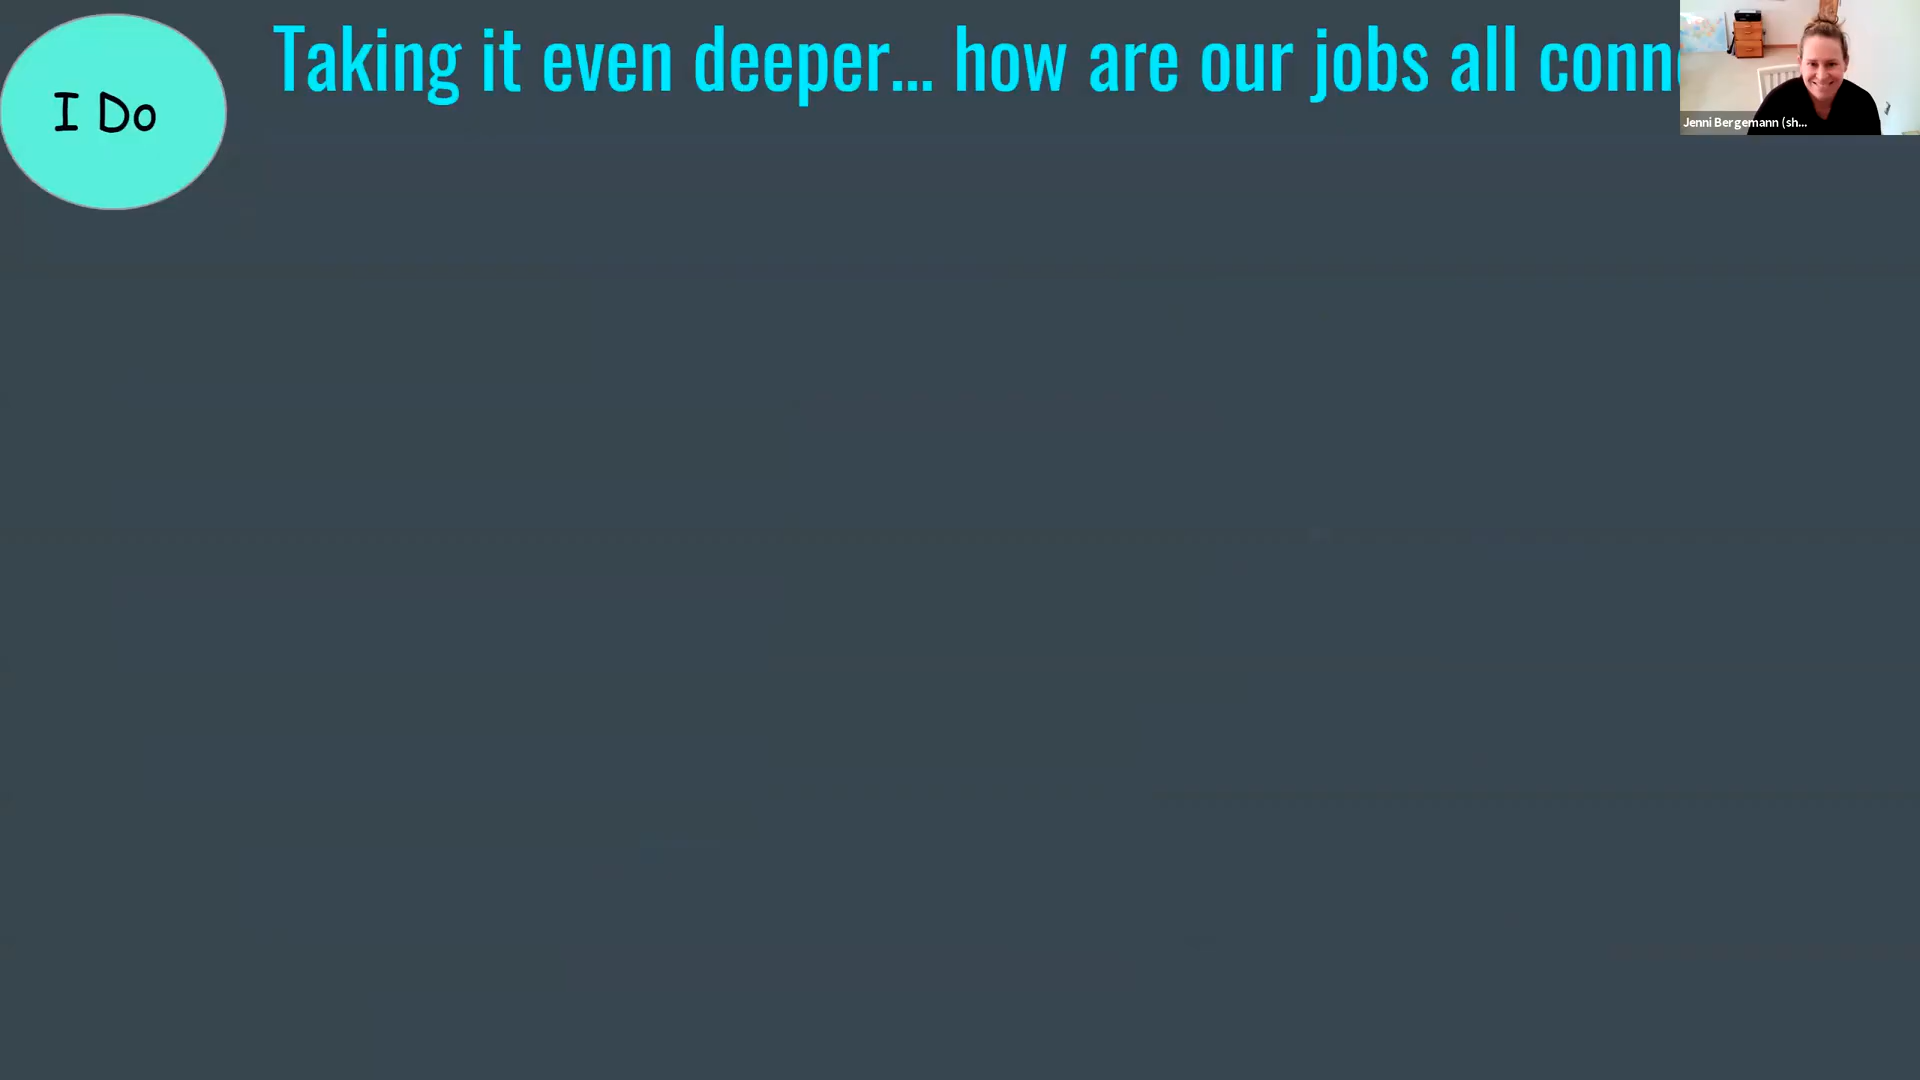 Taking it even deeper... how are our jobs all conn
I Do
Jenni Bergemann (sh...